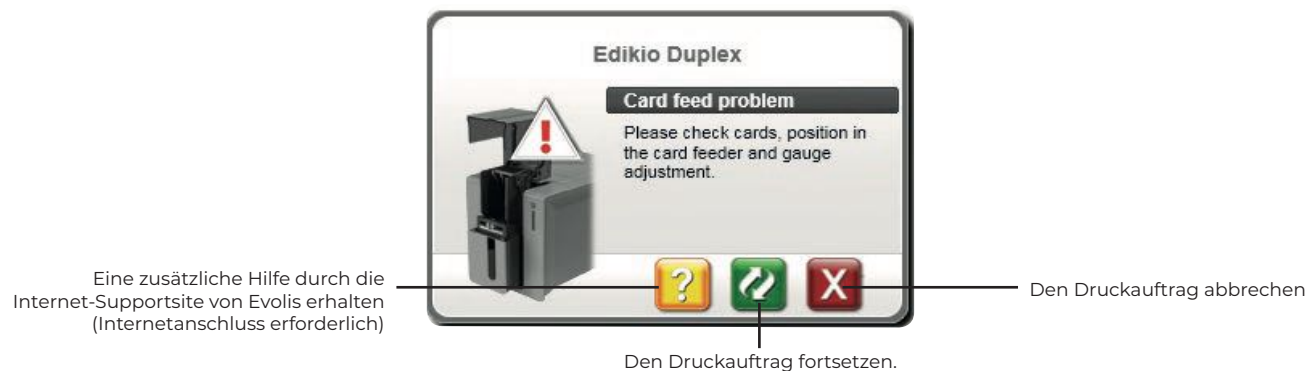 Edikio Duplex
Card feed problem
Please check cards, position in
the card feeder and gauge
adjustment.
?
X
Eine zusätzliche Hilfe durch die
Internet-Supportsite von Evolis erhalten
(Internetanschluss erforderlich)
Den Druckauftrag abbrechen
Den Druckauftrag fortsetzen.